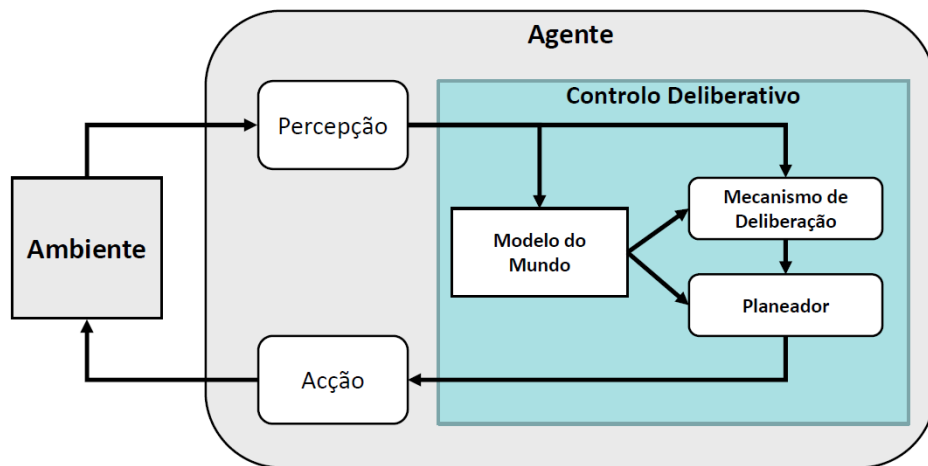 Agente
Controlo Deliberativo
Percepção
Mecanismo de
Deliberação
Ambiente
Modelo do
Mundo
Planeador
Acção